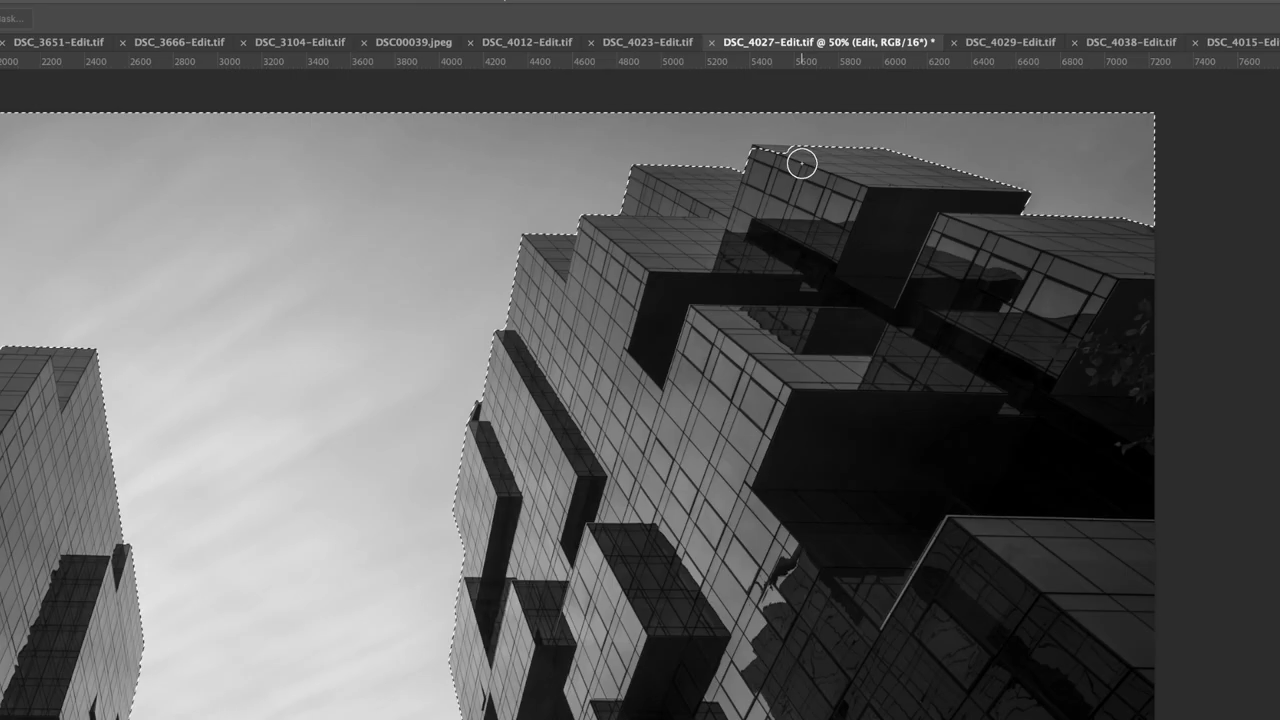 ask...
DSC_3651-Edit.tif DSC_3666-Edit.tif DSC_3104-Edit.tif DSC00039.jpeg DSC_4012-Edit.tif DSC_4023-Edit.tif DSC_4027-Edit.tif @ 50% (Edit, RGB/16*) * DSC_4029-Edit.tif DSC_4038-Edit.tif DSC_4015-Edi
2000 2200 2400 2600 2800 3000 3200 3400 3600 3800 4000 4200 4400 4600 4800 5000 5200 5400 5600 5800 6000 6200 6400 6600 6800 7000 7200 7400 7600